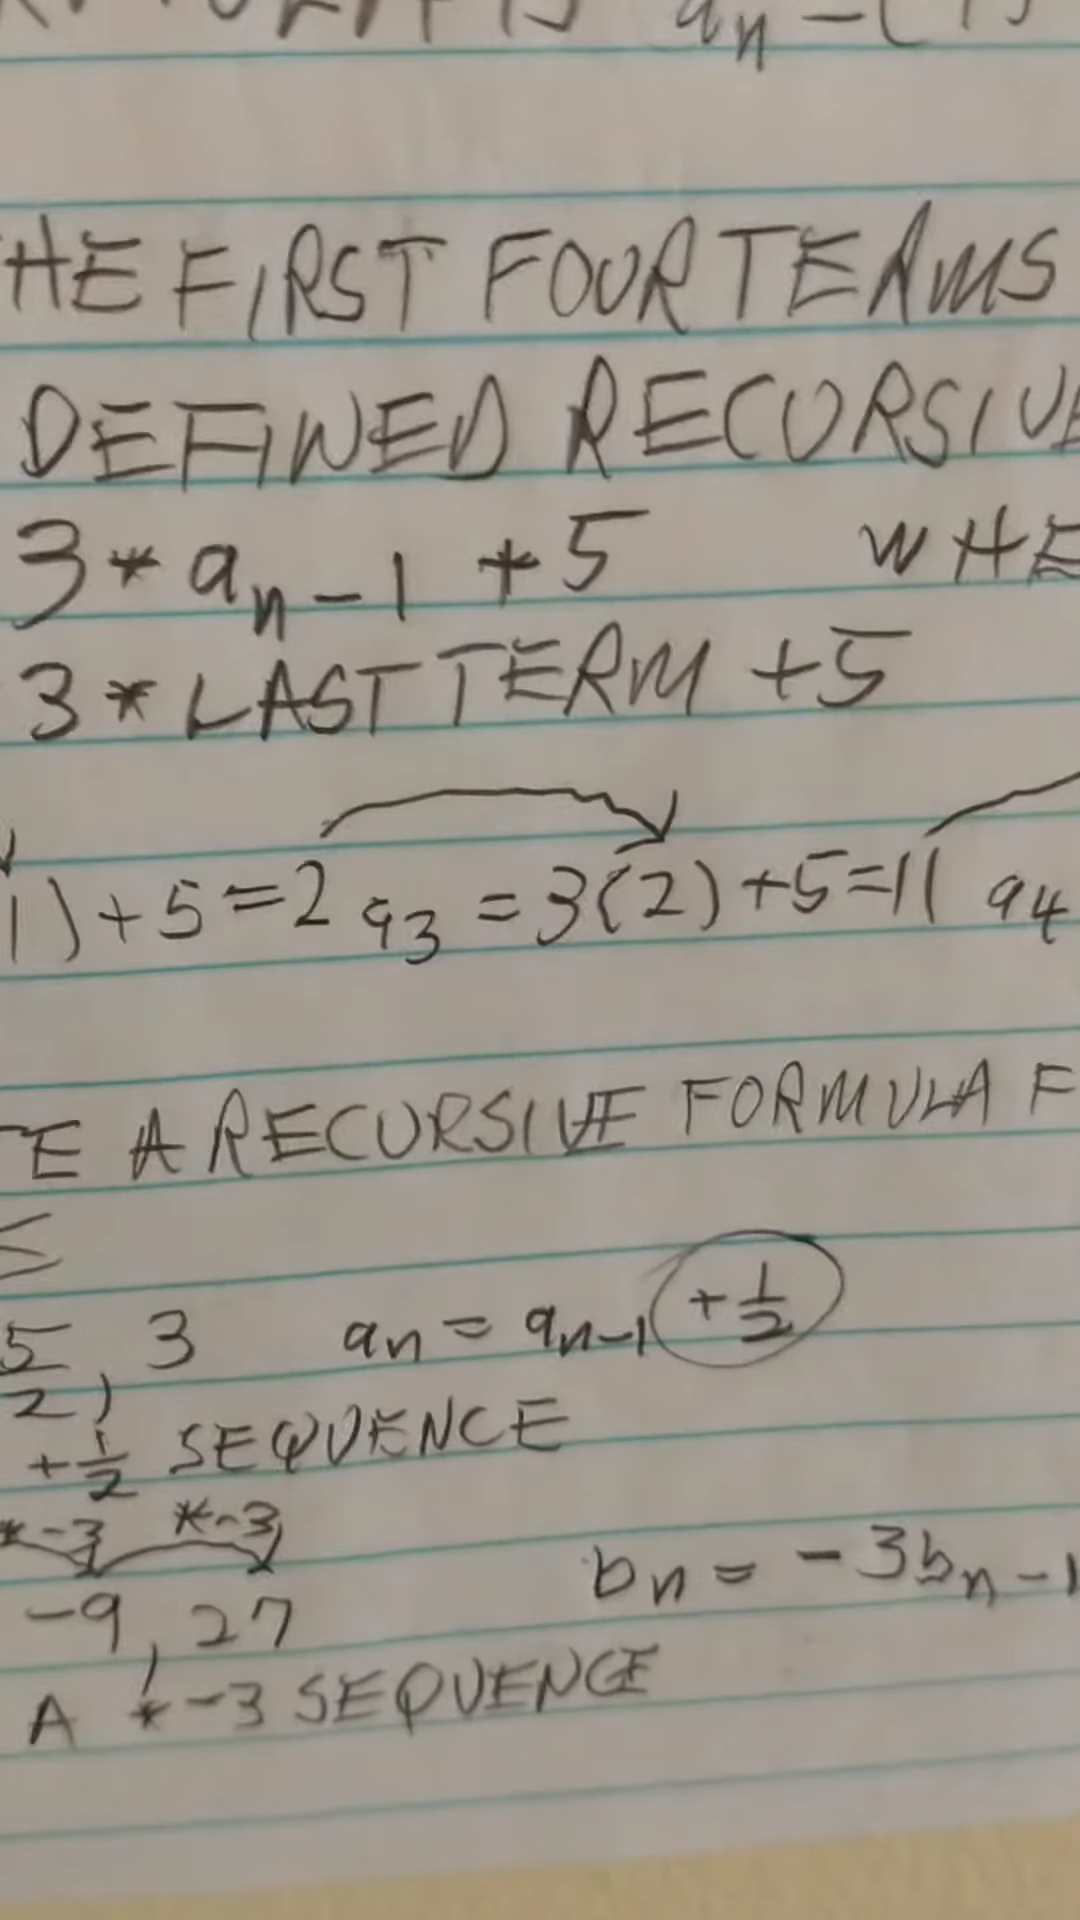 aₙ = (
HE FIRST FOUR TERMS
DEFINED RECURSIVE
3 * aₙ₋₁ + 5 WHE
3 * LAST TERM + 5
1) + 5 = 2 a₃ = 3(2) + 5 = 11 a₄
TE A RECURSIVE FORMULA F
5/2, 3 aₙ = aₙ₋₁ + 1/2
+ 1/2 SEQUENCE
*-3 *-3
-9, 27 bₙ = -3bₙ₋₁
A *-3 SEQUENCE